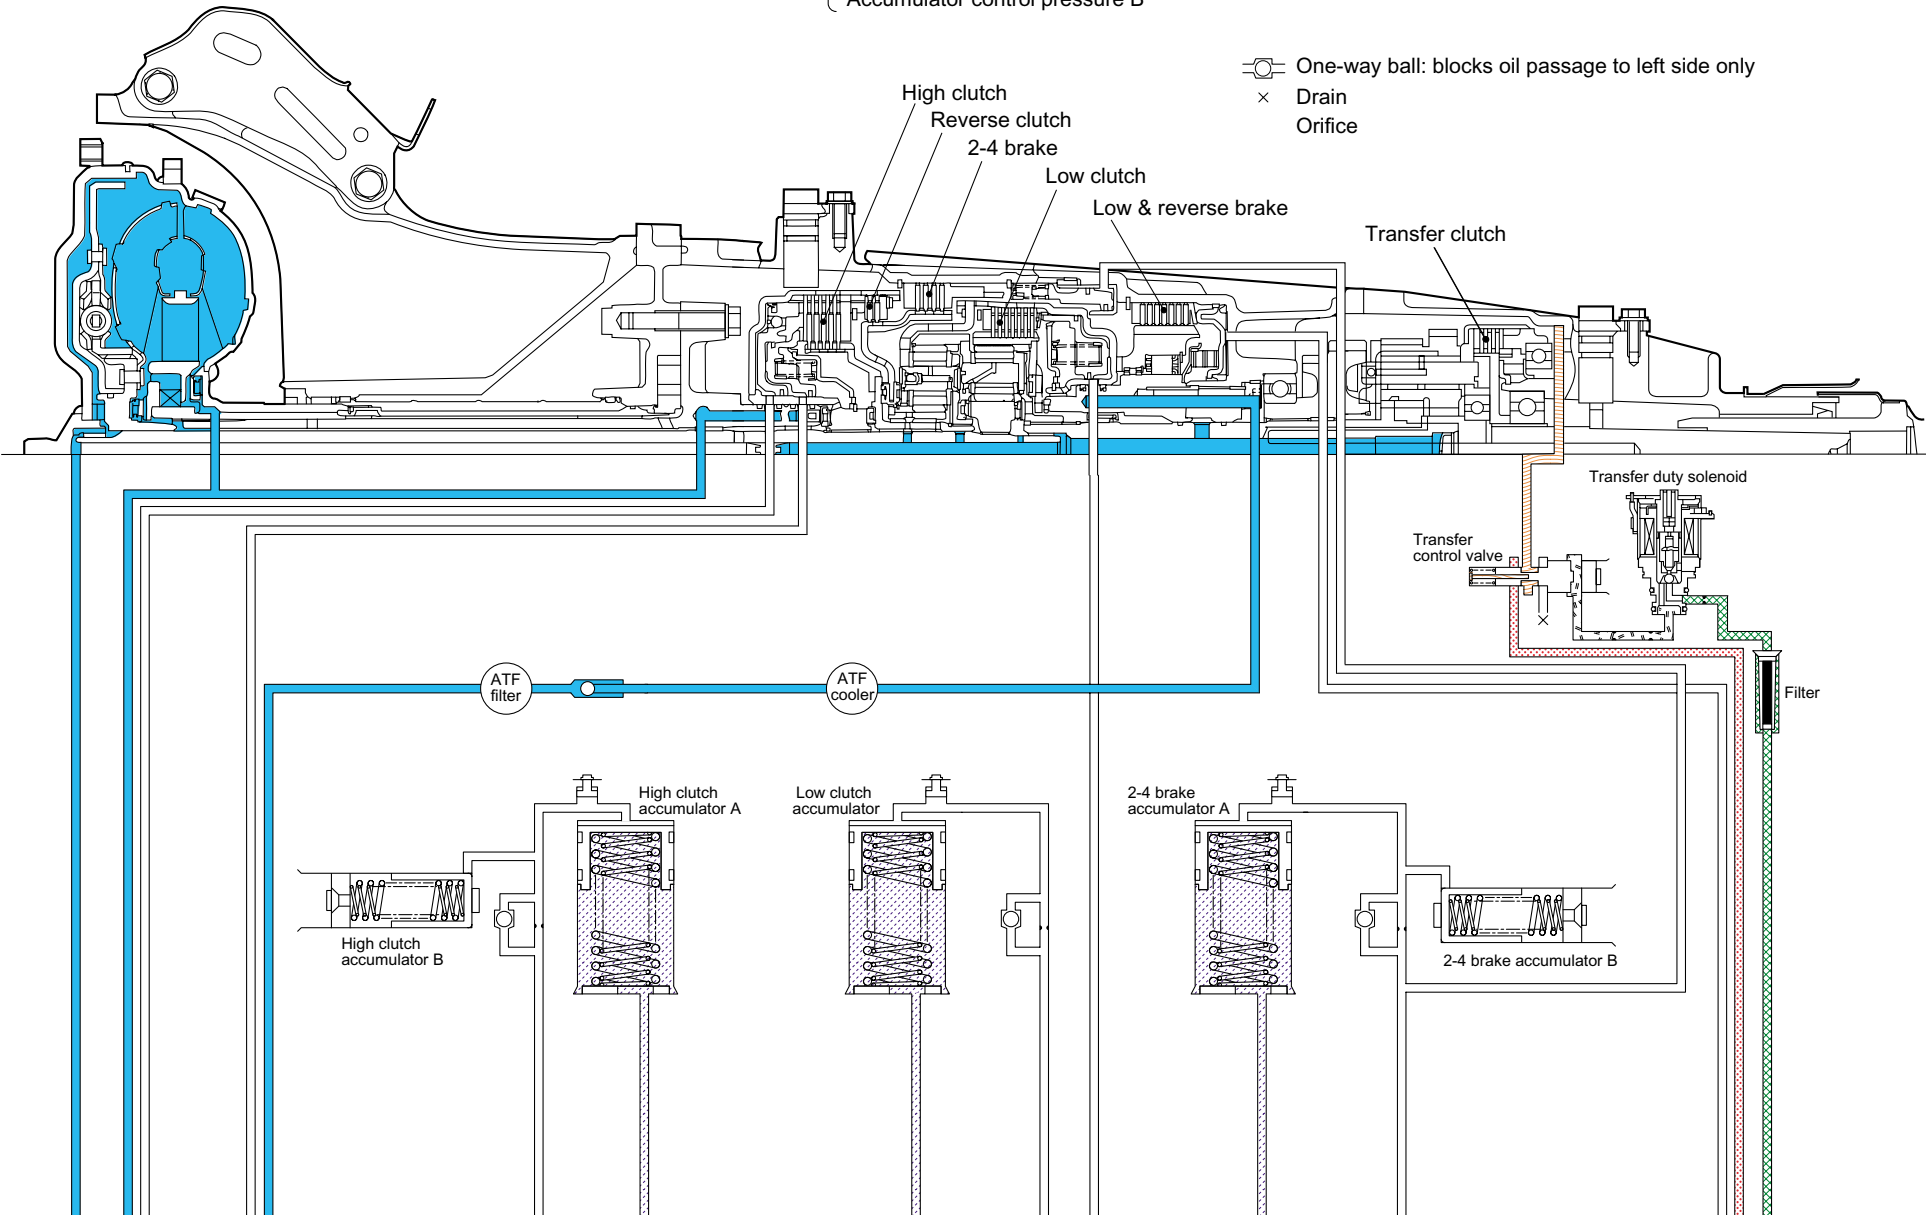 Accumulator control pressure B
One-way ball: blocks oil passage to left side only
Drain
Orifice
High clutch
Reverse clutch
2-4 brake
Low clutch
Low & reverse brake
Transfer clutch
Transfer duty solenoid
Transfer
control valve
ATF
filter
ATF
cooler
Filter
High clutch
accumulator A
Low clutch
accumulator
2-4 brake
accumulator A
High clutch
accumulator B
2-4 brake accumulator B